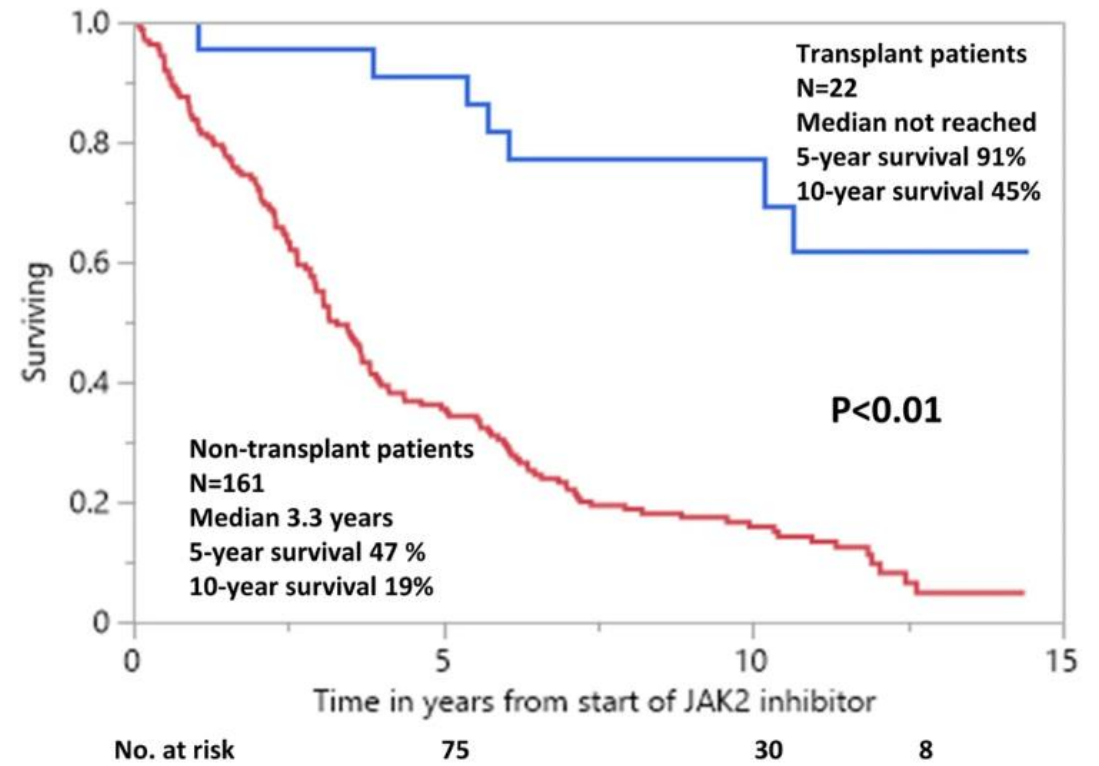 1.0
0.8
0.6
0.4
0.2
0
Surviving
Transplant patients
N=22
Median not reached
5-year survival 91%
10-year survival 45%
P<0.01
Non-transplant patients
N=161
Median 3.3 years
5-year survival 47 %
10-year survival 19%
0 5 10 15
Time in years from start of JAK2 inhibitor
No. at risk 75 30 8